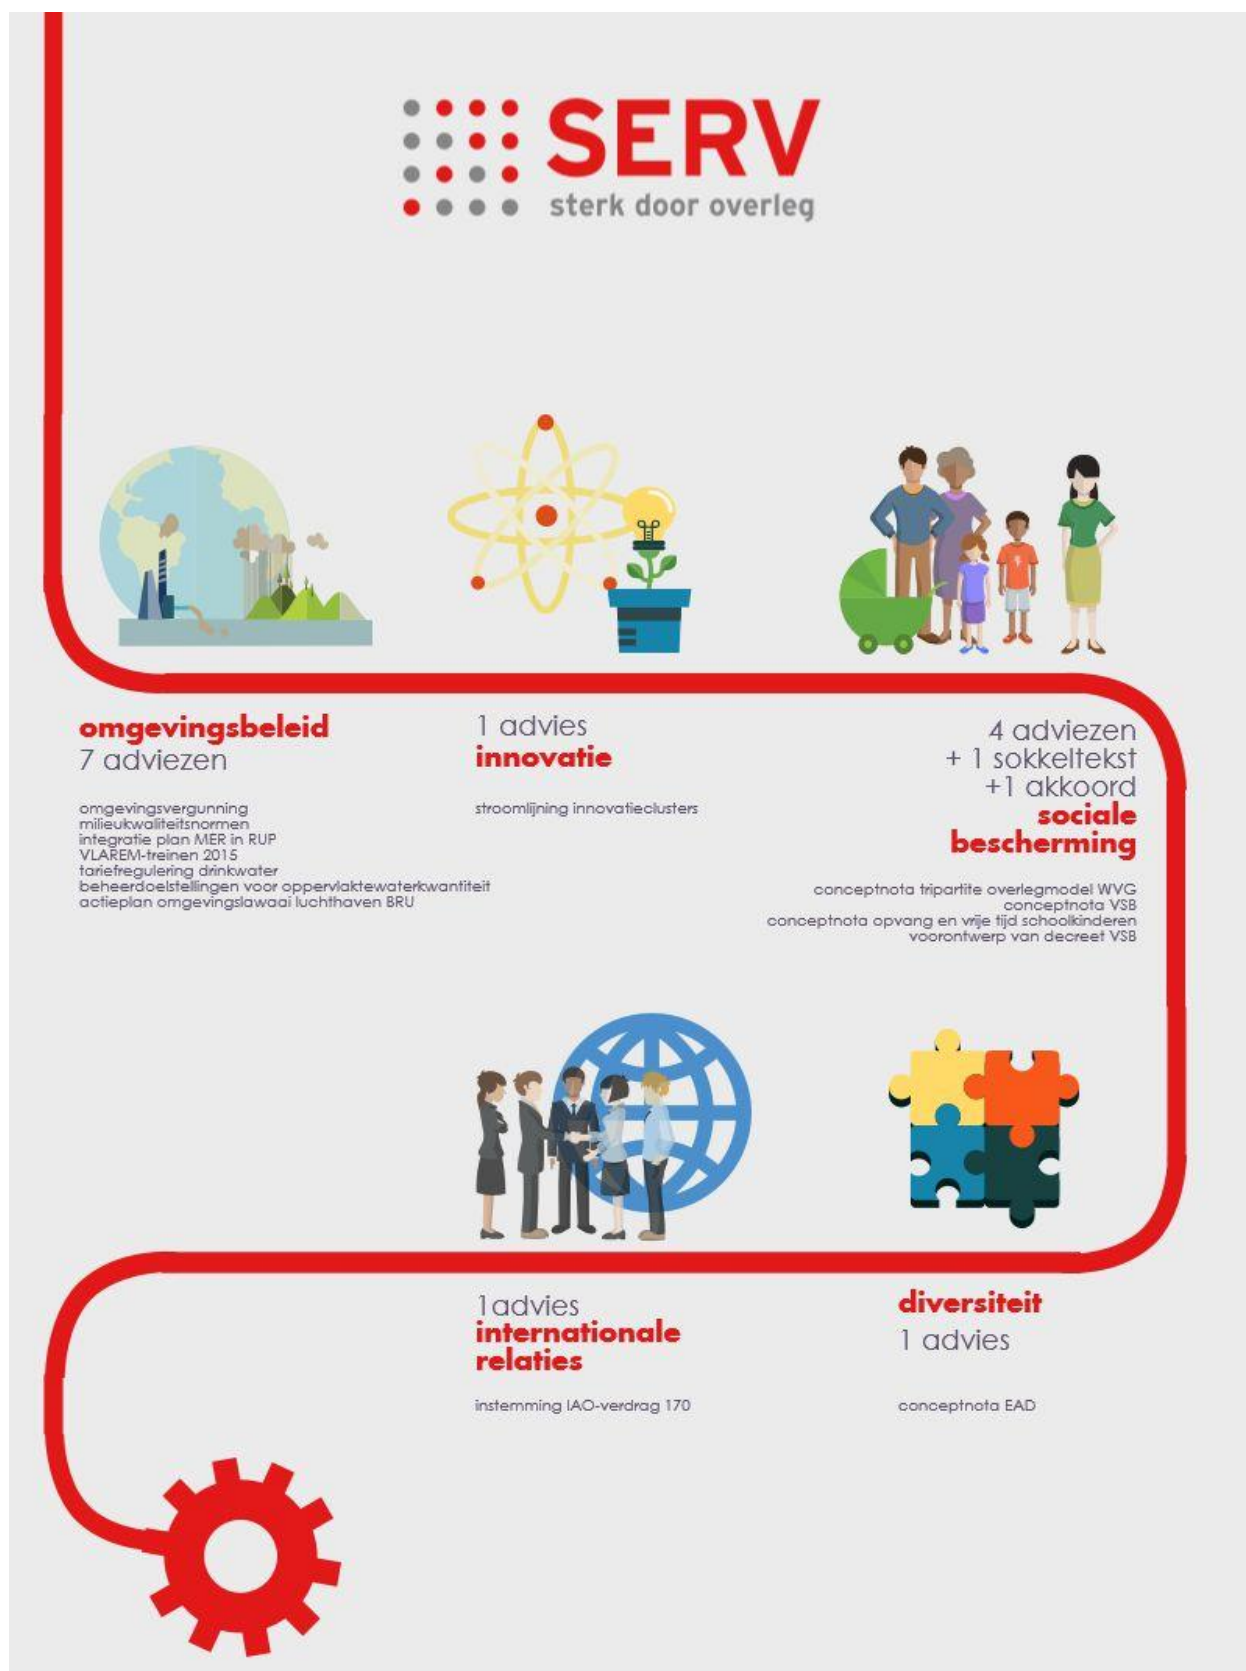 SERV
sterk door overleg
omgevingsbeleid
7 adviezen
omgevingsvergunning
milieukwaliteitsnormen
integratie plan MER in RUP
VLAREM-treinen 2015
tariefregulering drinkwater
beheerdoelstellingen voor oppervlaktewaterkwantiteit
actieplan omgevingslawaai luchthaven BRU
1 advies
innovatie
stroomlijning innovatieclusters
4 adviezen
+ 1 sokkeltekst
+1 akkoord
sociale
bescherming
conceptnota tripartite overlegmodel WVG
conceptnota VSB
conceptnota opvang en vrije tijd schoolkinderen
voorontwerp van decreet VSB
1advies
internationale
relaties
instemming IAO-verdrag 170
diversiteit
1 advies
conceptnota EAD